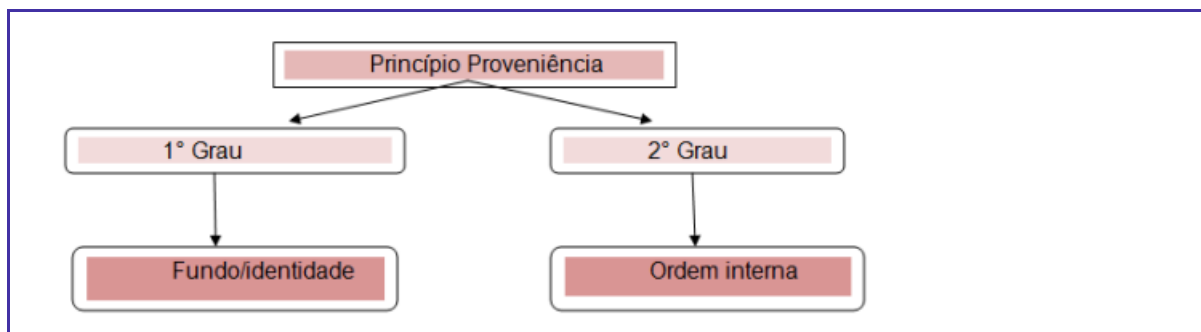 Princípio Proveniência
1° Grau
2° Grau
Fundo/identidade
Ordem interna